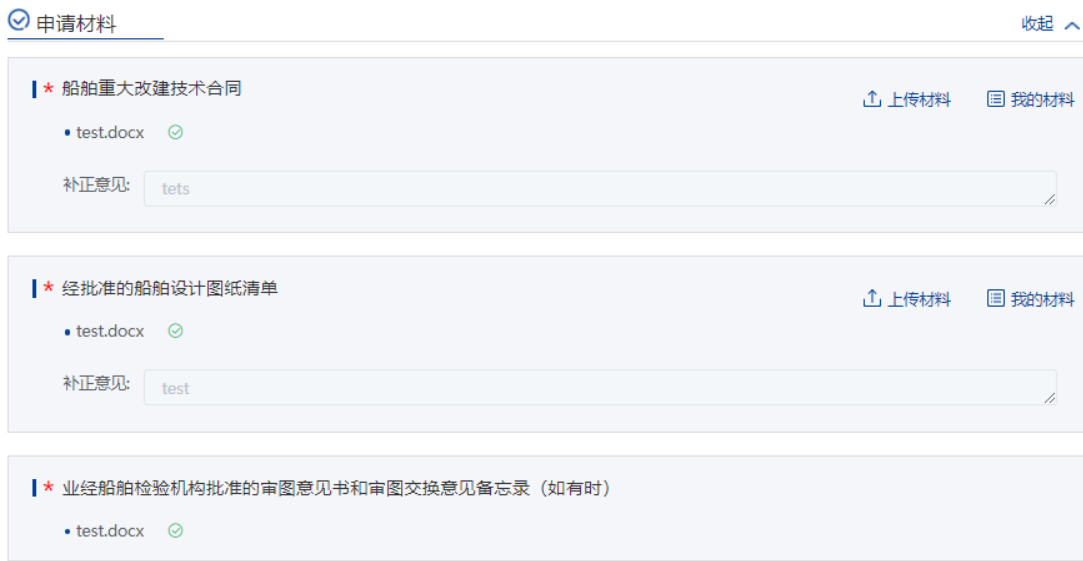 申请材料
收起
* 船舶重大改建技术合同
上传材料 我的材料
• test.docx
补正意见: tets
* 经批准的船舶设计图纸清单
上传材料 我的材料
• test.docx
补正意见: test
* 业经船舶检验机构批准的审图意见书和审图交换意见备忘录（如有时）
• test.docx